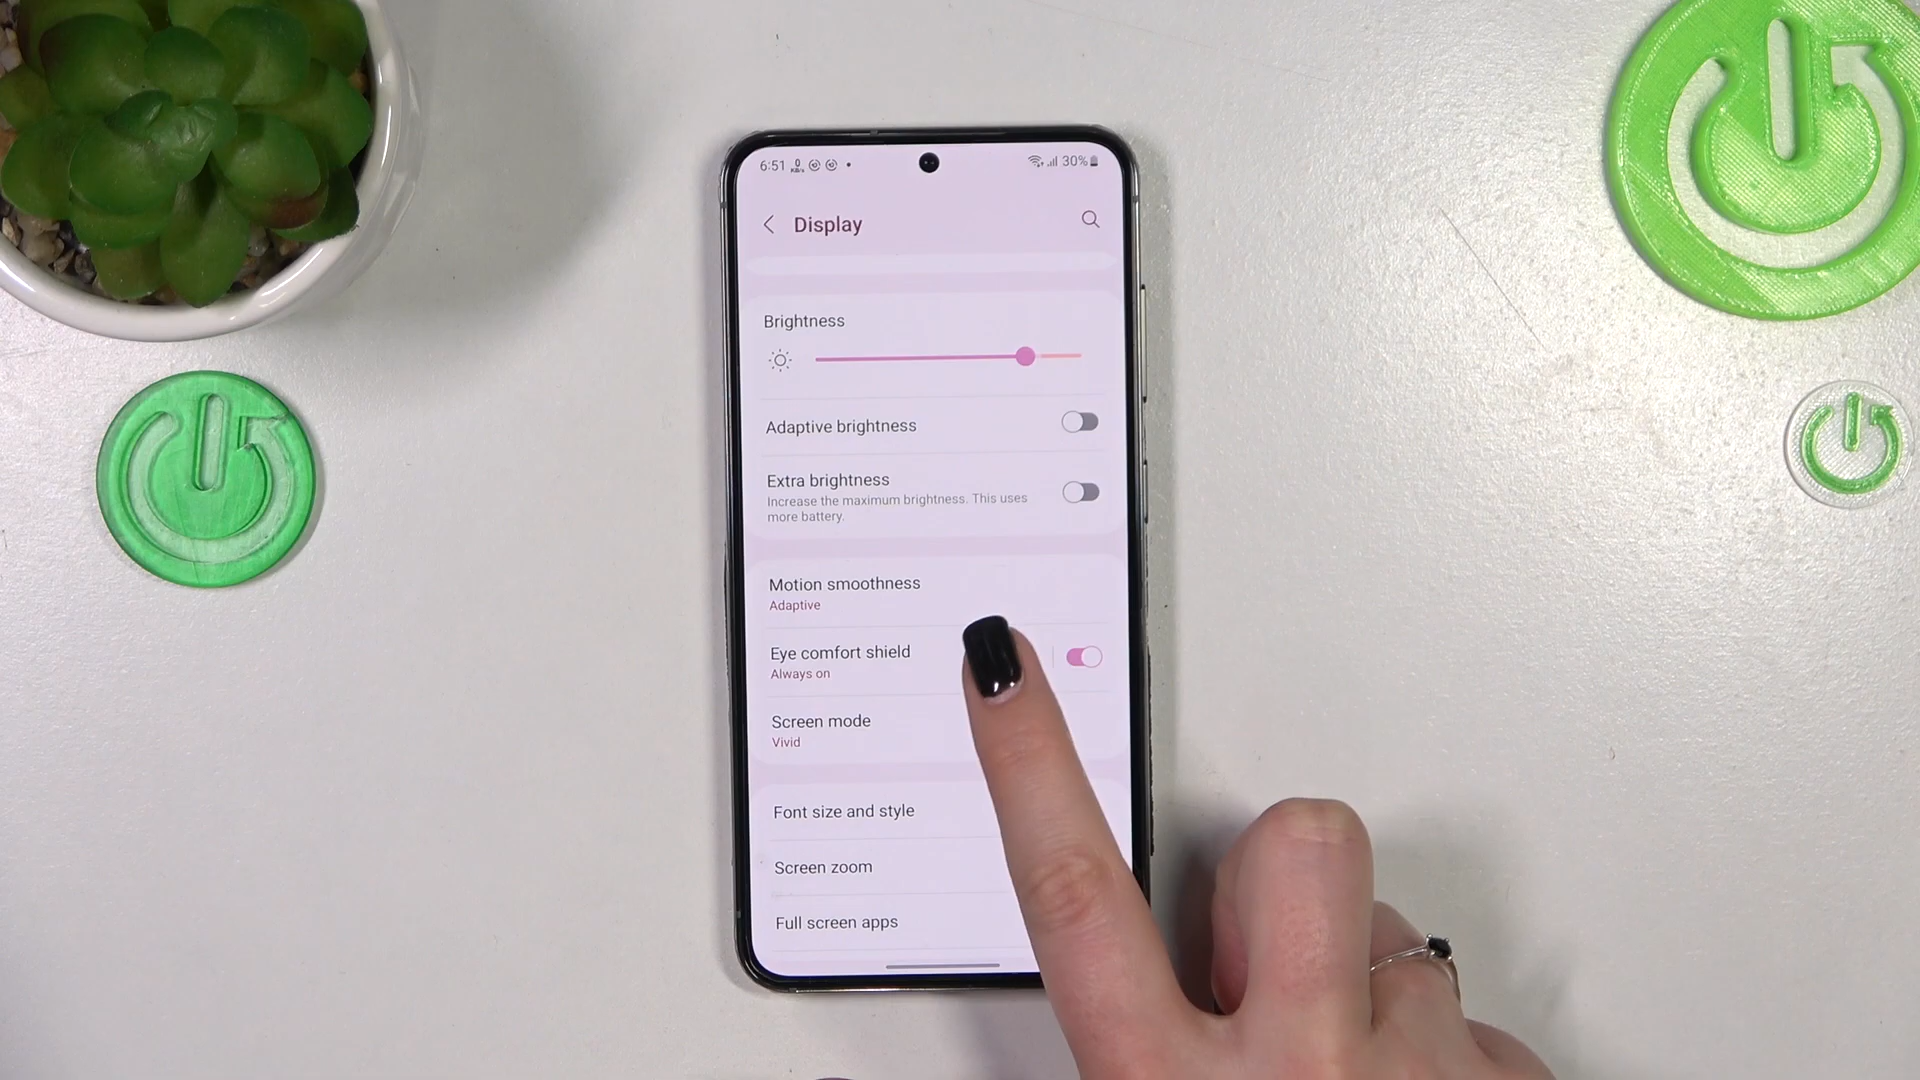 6:51
30%
Display
Brightness
Adaptive brightness
Extra brightness
Increase the maximum brightness. This uses
more battery.
Motion smoothness
Adaptive
Eye comfort shield
Always on
Screen mode
Vivid
Font size and style
Screen zoom
Full screen apps